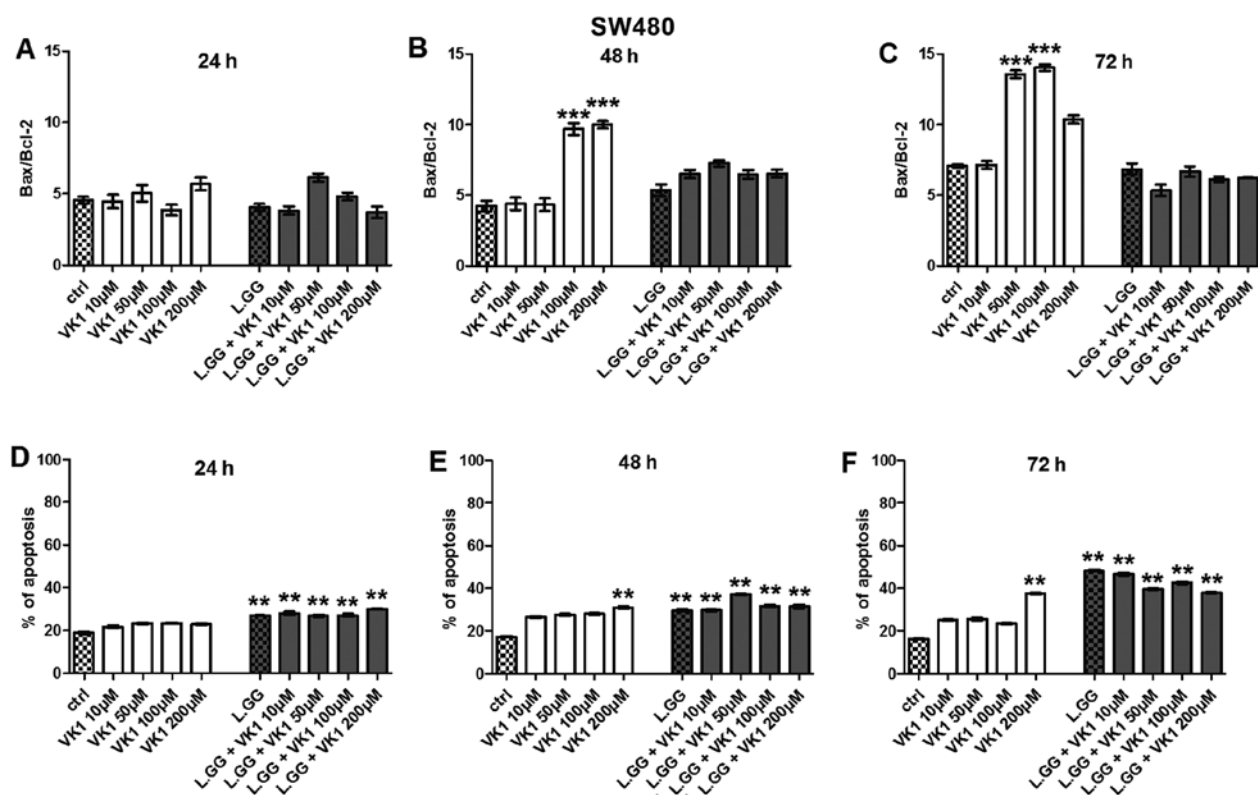 SW480
A
24 h
Bax/Bcl-2
15
10
5
0
ctrl
VK1 10µM
VK1 50µM
VK1 100µM
VK1 200µM
L.GG
L.GG + VK1 10µM
L.GG + VK1 50µM
L.GG + VK1 100µM
L.GG + VK1 200µM
B
48 h
Bax/Bcl-2
15
10
5
0
***
***
ctrl
VK1 10µM
VK1 50µM
VK1 100µM
VK1 200µM
L.GG
L.GG + VK1 10µM
L.GG + VK1 50µM
L.GG + VK1 100µM
L.GG + VK1 200µM
C
72 h
Bax/Bcl-2
15
10
5
0
***
***
ctrl
VK1 10µM
VK1 50µM
VK1 100µM
VK1 200µM
L.GG
L.GG + VK1 10µM
L.GG + VK1 50µM
L.GG + VK1 100µM
L.GG + VK1 200µM
D
24 h
% of apoptosis
100
80
60
40
20
0
**
**
**
**
**
ctrl
VK1 10µM
VK1 50µM
VK1 100µM
VK1 200µM
L.GG
L.GG + VK1 10µM
L.GG + VK1 50µM
L.GG + VK1 100µM
L.GG + VK1 200µM
E
48 h
% of apoptosis
100
80
60
40
20
0
**
**
**
**
**
**
ctrl
VK1 10µM
VK1 50µM
VK1 100µM
VK1 200µM
L.GG
L.GG + VK1 10µM
L.GG + VK1 50µM
L.GG + VK1 100µM
L.GG + VK1 200µM
F
72 h
% of apoptosis
100
80
60
40
20
0
**
**
**
**
**
**
ctrl
VK1 10µM
VK1 50µM
VK1 100µM
VK1 200µM
L.GG
L.GG + VK1 10µM
L.GG + VK1 50µM
L.GG + VK1 100µM
L.GG + VK1 200µM